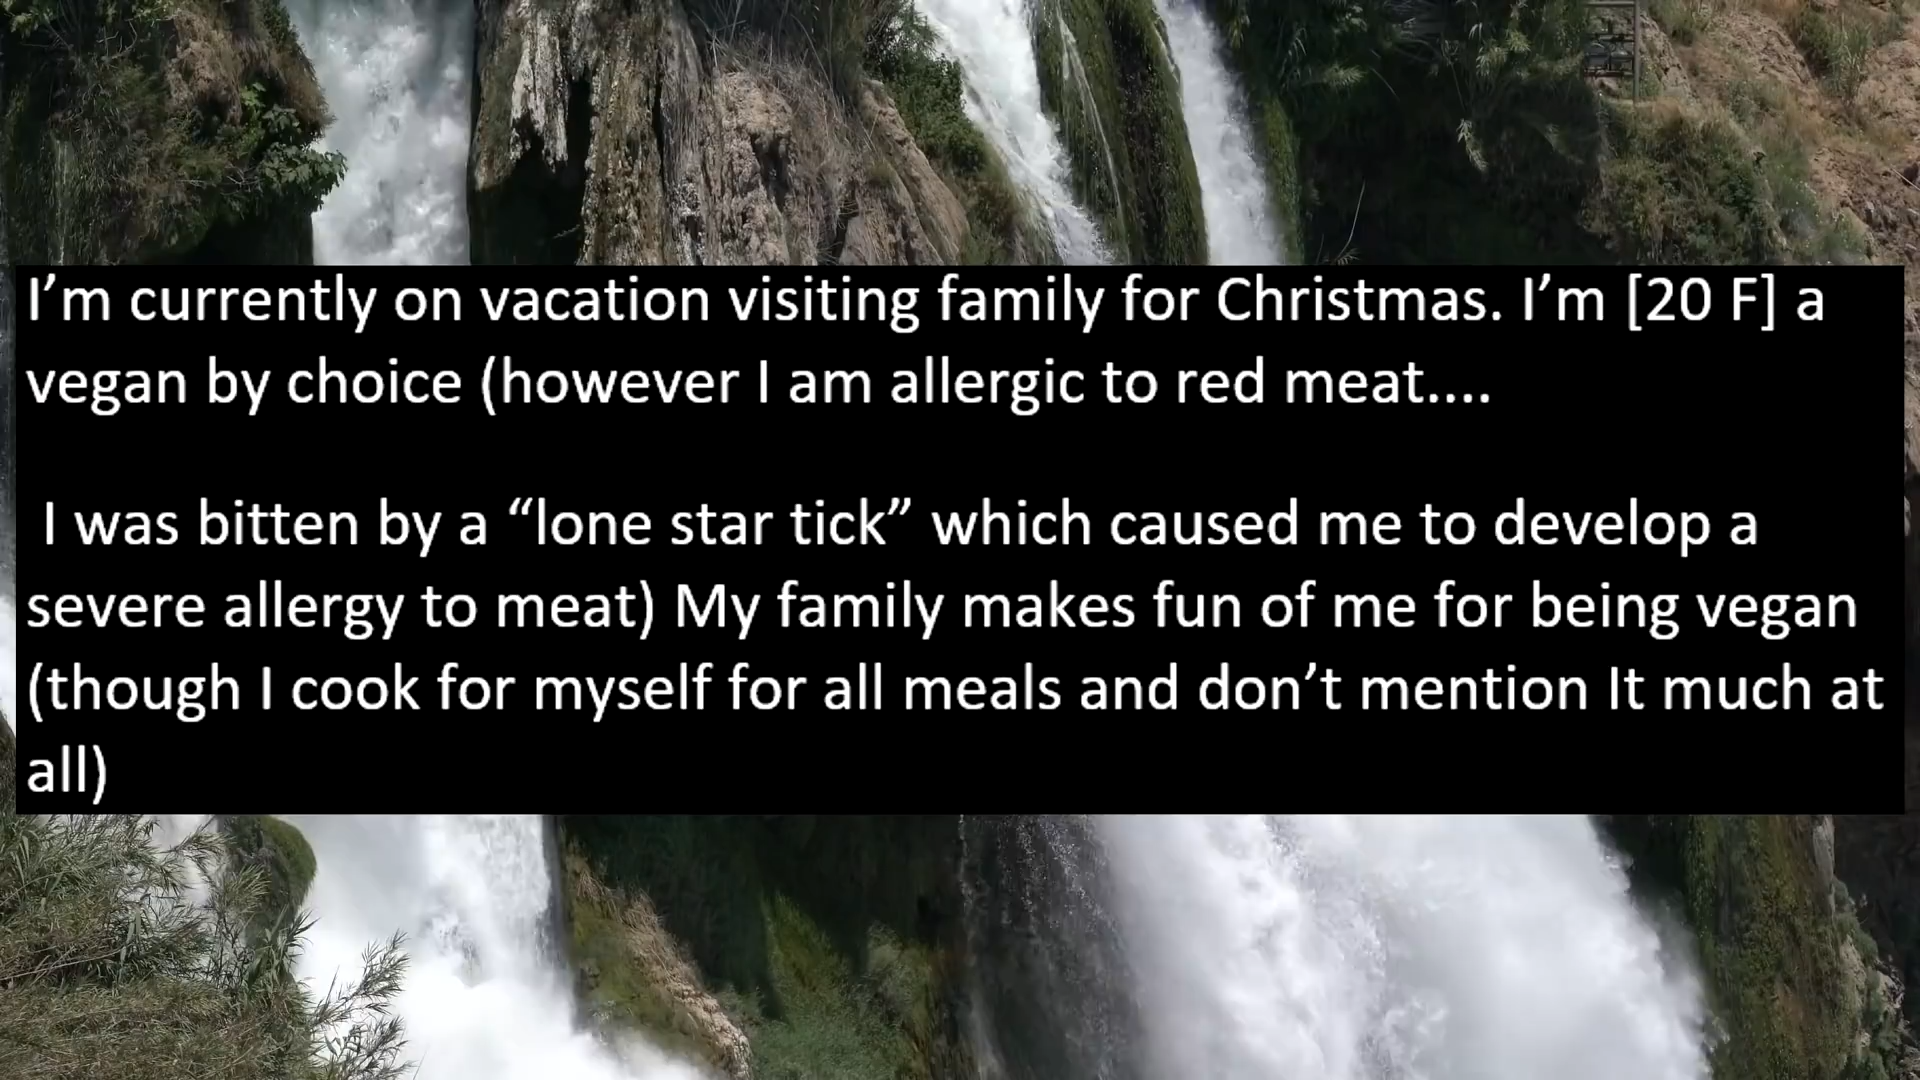 I’m currently on vacation visiting family for Christmas. I’m [20 F] a
vegan by choice (however I am allergic to red meat....
I was bitten by a “lone star tick” which caused me to develop a
severe allergy to meat) My family makes fun of me for being vegan
(though I cook for myself for all meals and don’t mention It much at
all)